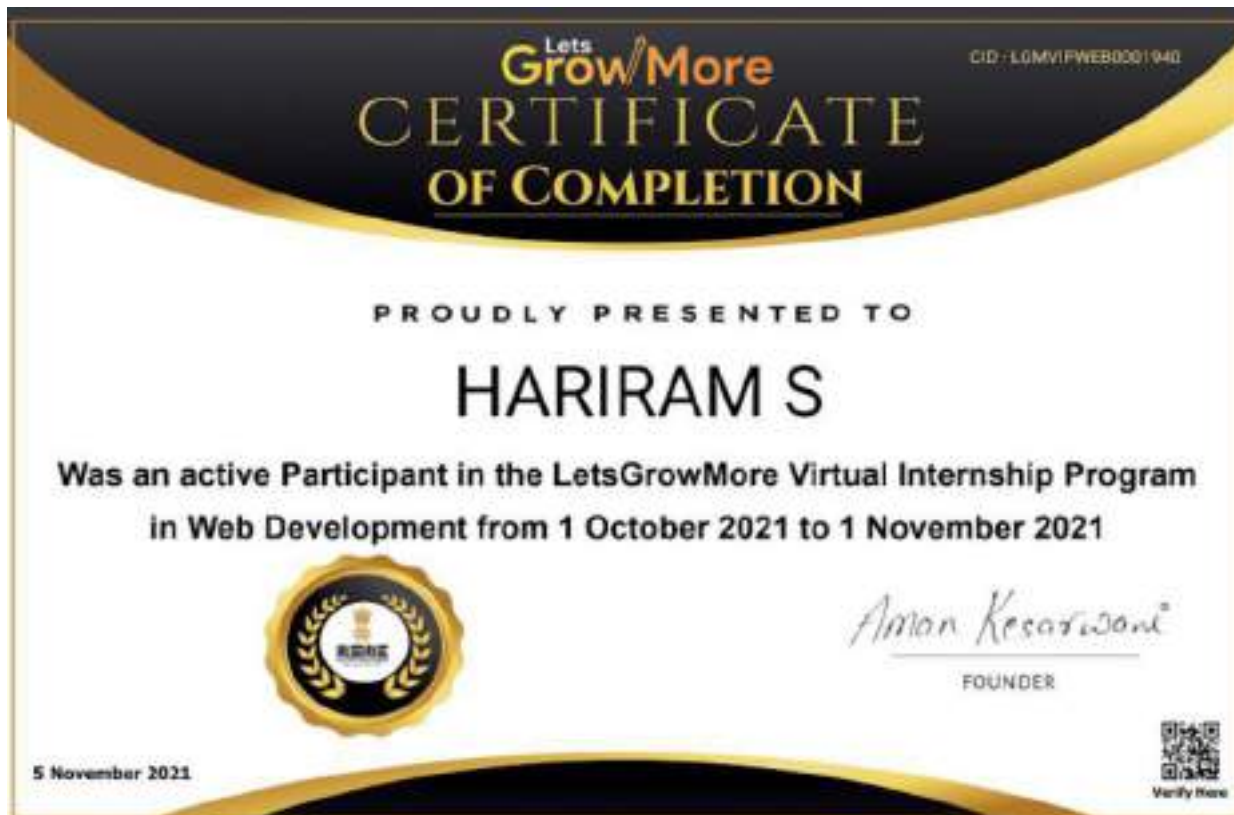 Lets
GrowMore
CID - LGMVIPWEB0001940
CERTIFICATE
OF COMPLETION
PROUDLY PRESENTED TO
HARIRAM S
Was an active Participant in the LetsGrowMore Virtual Internship Program
in Web Development from 1 October 2021 to 1 November 2021
Aman Kesarwani
FOUNDER
5 November 2021
Verify Here